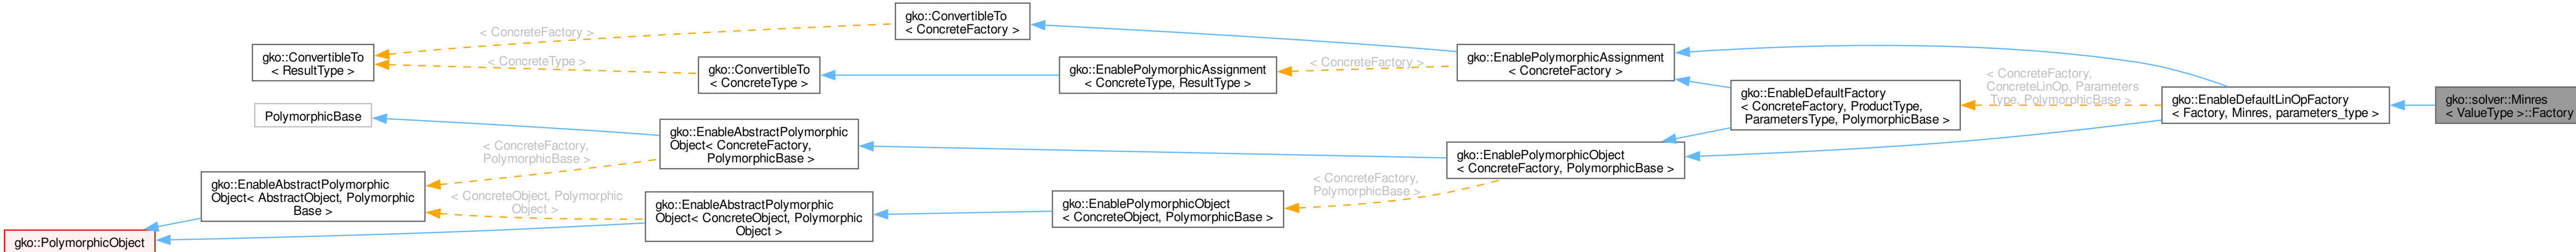 gko::ConvertibleTo
< ConcreteFactory >
< ConcreteFactory >
gko::ConvertibleTo
< ResultType >
< ConcreteType >
gko::ConvertibleTo
< ConcreteType >
gko::EnablePolymorphicAssignment
< ConcreteType, ResultType >
< ConcreteFactory >
gko::EnablePolymorphicAssignment
< ConcreteFactory >
PolymorphicBase
gko::EnableAbstractPolymorphic
Object< ConcreteFactory,
PolymorphicBase >
< ConcreteFactory,
PolymorphicBase >
gko::EnableDefaultFactory
< ConcreteFactory, ProductType,
ParametersType, PolymorphicBase >
< ConcreteFactory,
ConcreteLinOp, Parameters
Type, PolymorphicBase >
gko::EnableDefaultLinOpFactory
< Factory, Minres, parameters_type >
gko::solver::Minres
< ValueType >::Factory
gko::EnablePolymorphicObject
< ConcreteFactory, PolymorphicBase >
gko::EnableAbstractPolymorphic
Object< AbstractObject, Polymorphic
Base >
< ConcreteObject, Polymorphic
Object >
gko::EnableAbstractPolymorphic
Object< ConcreteObject, Polymorphic
Object >
gko::EnablePolymorphicObject
< ConcreteObject, PolymorphicBase >
< ConcreteFactory,
PolymorphicBase >
gko::PolymorphicObject